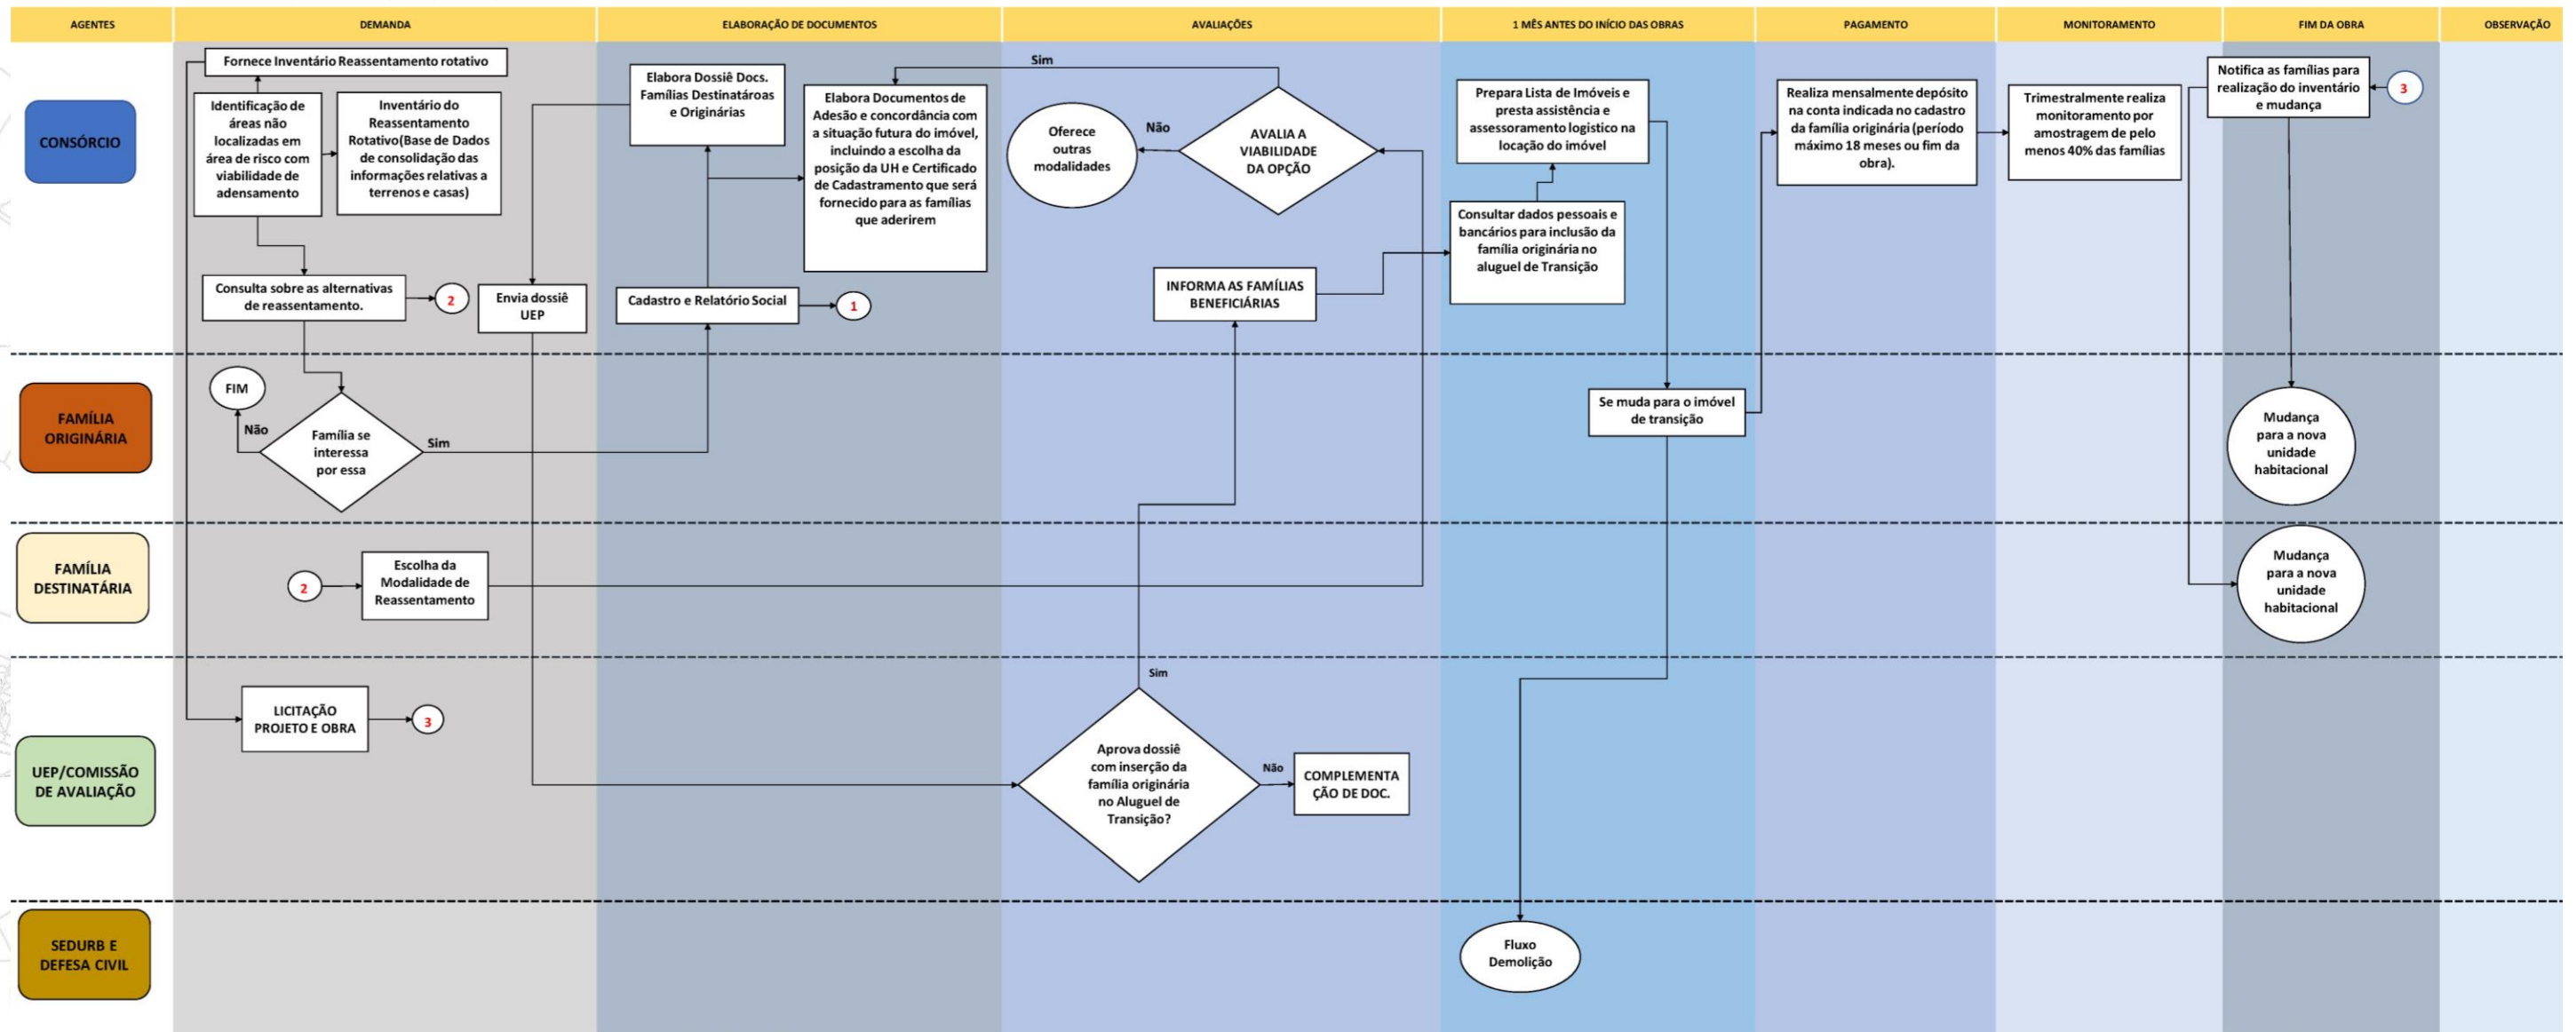 AGENTES
DEMANDA
ELABORAÇÃO DE DOCUMENTOS
AVALIAÇÕES
1 MÊS ANTES DO INÍCIO DAS OBRAS
PAGAMENTO
MONITORAMENTO
FIM DA OBRA
OBSERVAÇÃO
CONSÓRCIO
Fornece Inventário Reassentamento rotativo
Identificação de
áreas não
localizadas em
área de risco com
viabilidade de
adensamento
Inventário do
Reassentamento
Rotativo(Base de Dados
de consolidação das
informações relativas a
terrenos e casas)
Consulta sobre as alternativas
de reassentamento.
2
Envia dossiê
UEP
Elabora Dossiê Docs.
Famílias Destinatároas
e Originárias
Elabora Documentos de
Adesão e concordância com
a situação futura do imóvel,
incluindo a escolha da
posição da UH e Certificado
de Cadastramento que será
fornecido para as famílias
que aderirem
Cadastro e Relatório Social
1
Sim
Oferece
outras
modalidades
Não
AVALIA A
VIABILIDADE
DA OPÇÃO
INFORMA AS FAMÍLIAS
BENEFICIÁRIAS
Prepara Lista de Imóveis e
presta assistência e
assessoramento logistico na
locação do imóvel
Consultar dados pessoais e
bancários para inclusão da
família originária no
aluguel de Transição
Realiza mensalmente depósito
na conta indicada no cadastro
da família originária (período
máximo 18 meses ou fim da
obra).
Trimestralmente realiza
monitoramento por
amostragem de pelo
menos 40% das famílias
Notifica as famílias para
realização do inventário
e mudança
3
FAMÍLIA
ORIGINÁRIA
FIM
Não
Família se
interessa
por essa
Sim
Se muda para o imóvel
de transição
Mudança
para a nova
unidade
habitacional
FAMÍLIA
DESTINATÁRIA
2
Escolha da
Modalidade de
Reassentamento
Mudança
para a nova
unidade
habitacional
UEP/COMISSÃO
DE AVALIAÇÃO
LICITAÇÃO
PROJETO E OBRA
3
Sim
Aprova dossiê
com inserção da
família originária
no Aluguel de
Transição?
Não
COMPLEMENTA
ÇÃO DE DOC.
SEDURB E
DEFESA CIVIL
Fluxo
Demolição